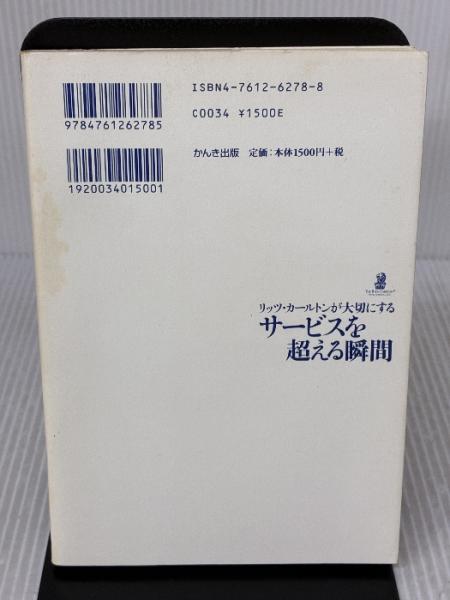 ISBN4-7612-6278-8
9784761262785
C0034 ¥1500E
かんき出版 定価:本体1500円+税
1920034015001
リッツ・カールトンが大切にする
サービスを
超える瞬間